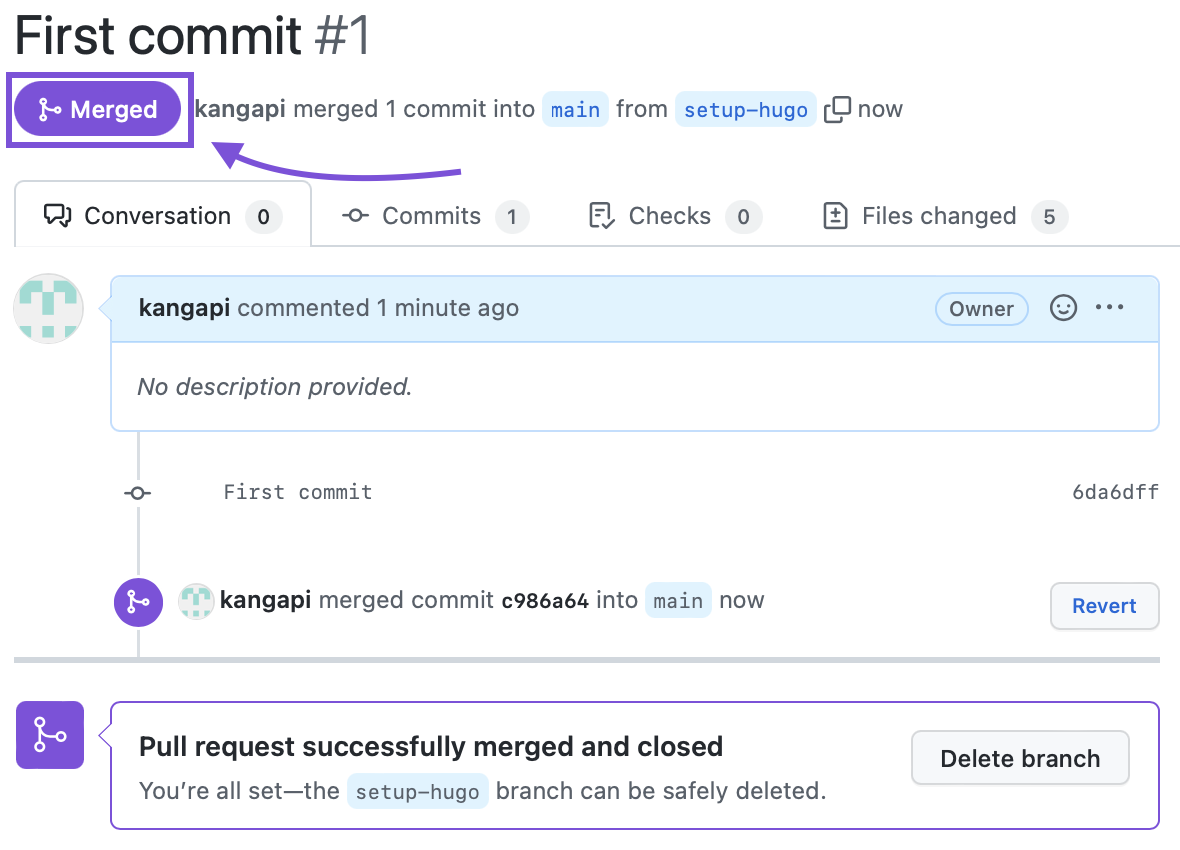 First commit #1
Merged kangapi merged 1 commit into main from setup-hugo now
Conversation 0 Commits 1 Checks 0 Files changed 5
kangapi commented 1 minute ago Owner
No description provided.
First commit 6da6dff
kangapi merged commit c986a64 into main now Revert
Pull request successfully merged and closed
You’re all set—the setup-hugo branch can be safely deleted.
Delete branch